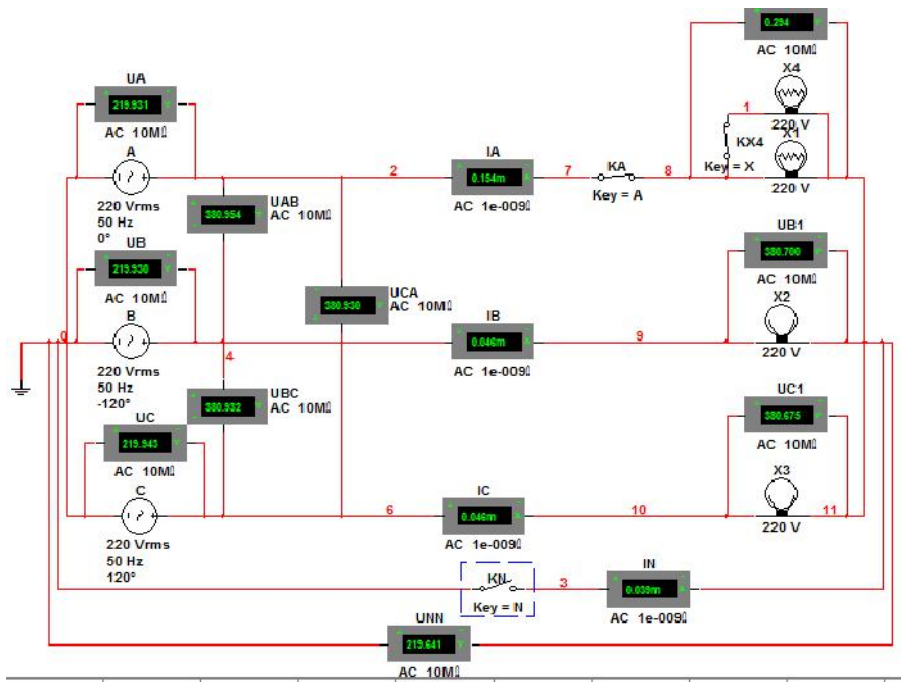 0.294
AC 10MΩ
X4
1
220 V
KX4
Key = X
X1
220 V
UA
219.931
AC 10MΩ
A
220 Vrms
50 Hz
0°
2
IA
0.154m
AC 1e-009Ω
7
KA
Key = A
8
UAB
380.954
AC 10MΩ
UB
219.930
AC 10MΩ
0
B
220 Vrms
50 Hz
-120°
UCA
380.930
AC 10MΩ
4
IB
0.046m
AC 1e-009Ω
9
UB1
380.700
AC 10MΩ
X2
220 V
UBC
380.932
AC 10MΩ
UC
219.943
AC 10MΩ
C
220 Vrms
50 Hz
120°
6
IC
0.046m
AC 1e-009Ω
10
UC1
380.675
AC 10MΩ
X3
220 V
11
KN
Key = N
3
IN
AC 1e-009Ω
UNN
219.641
AC 10MΩ